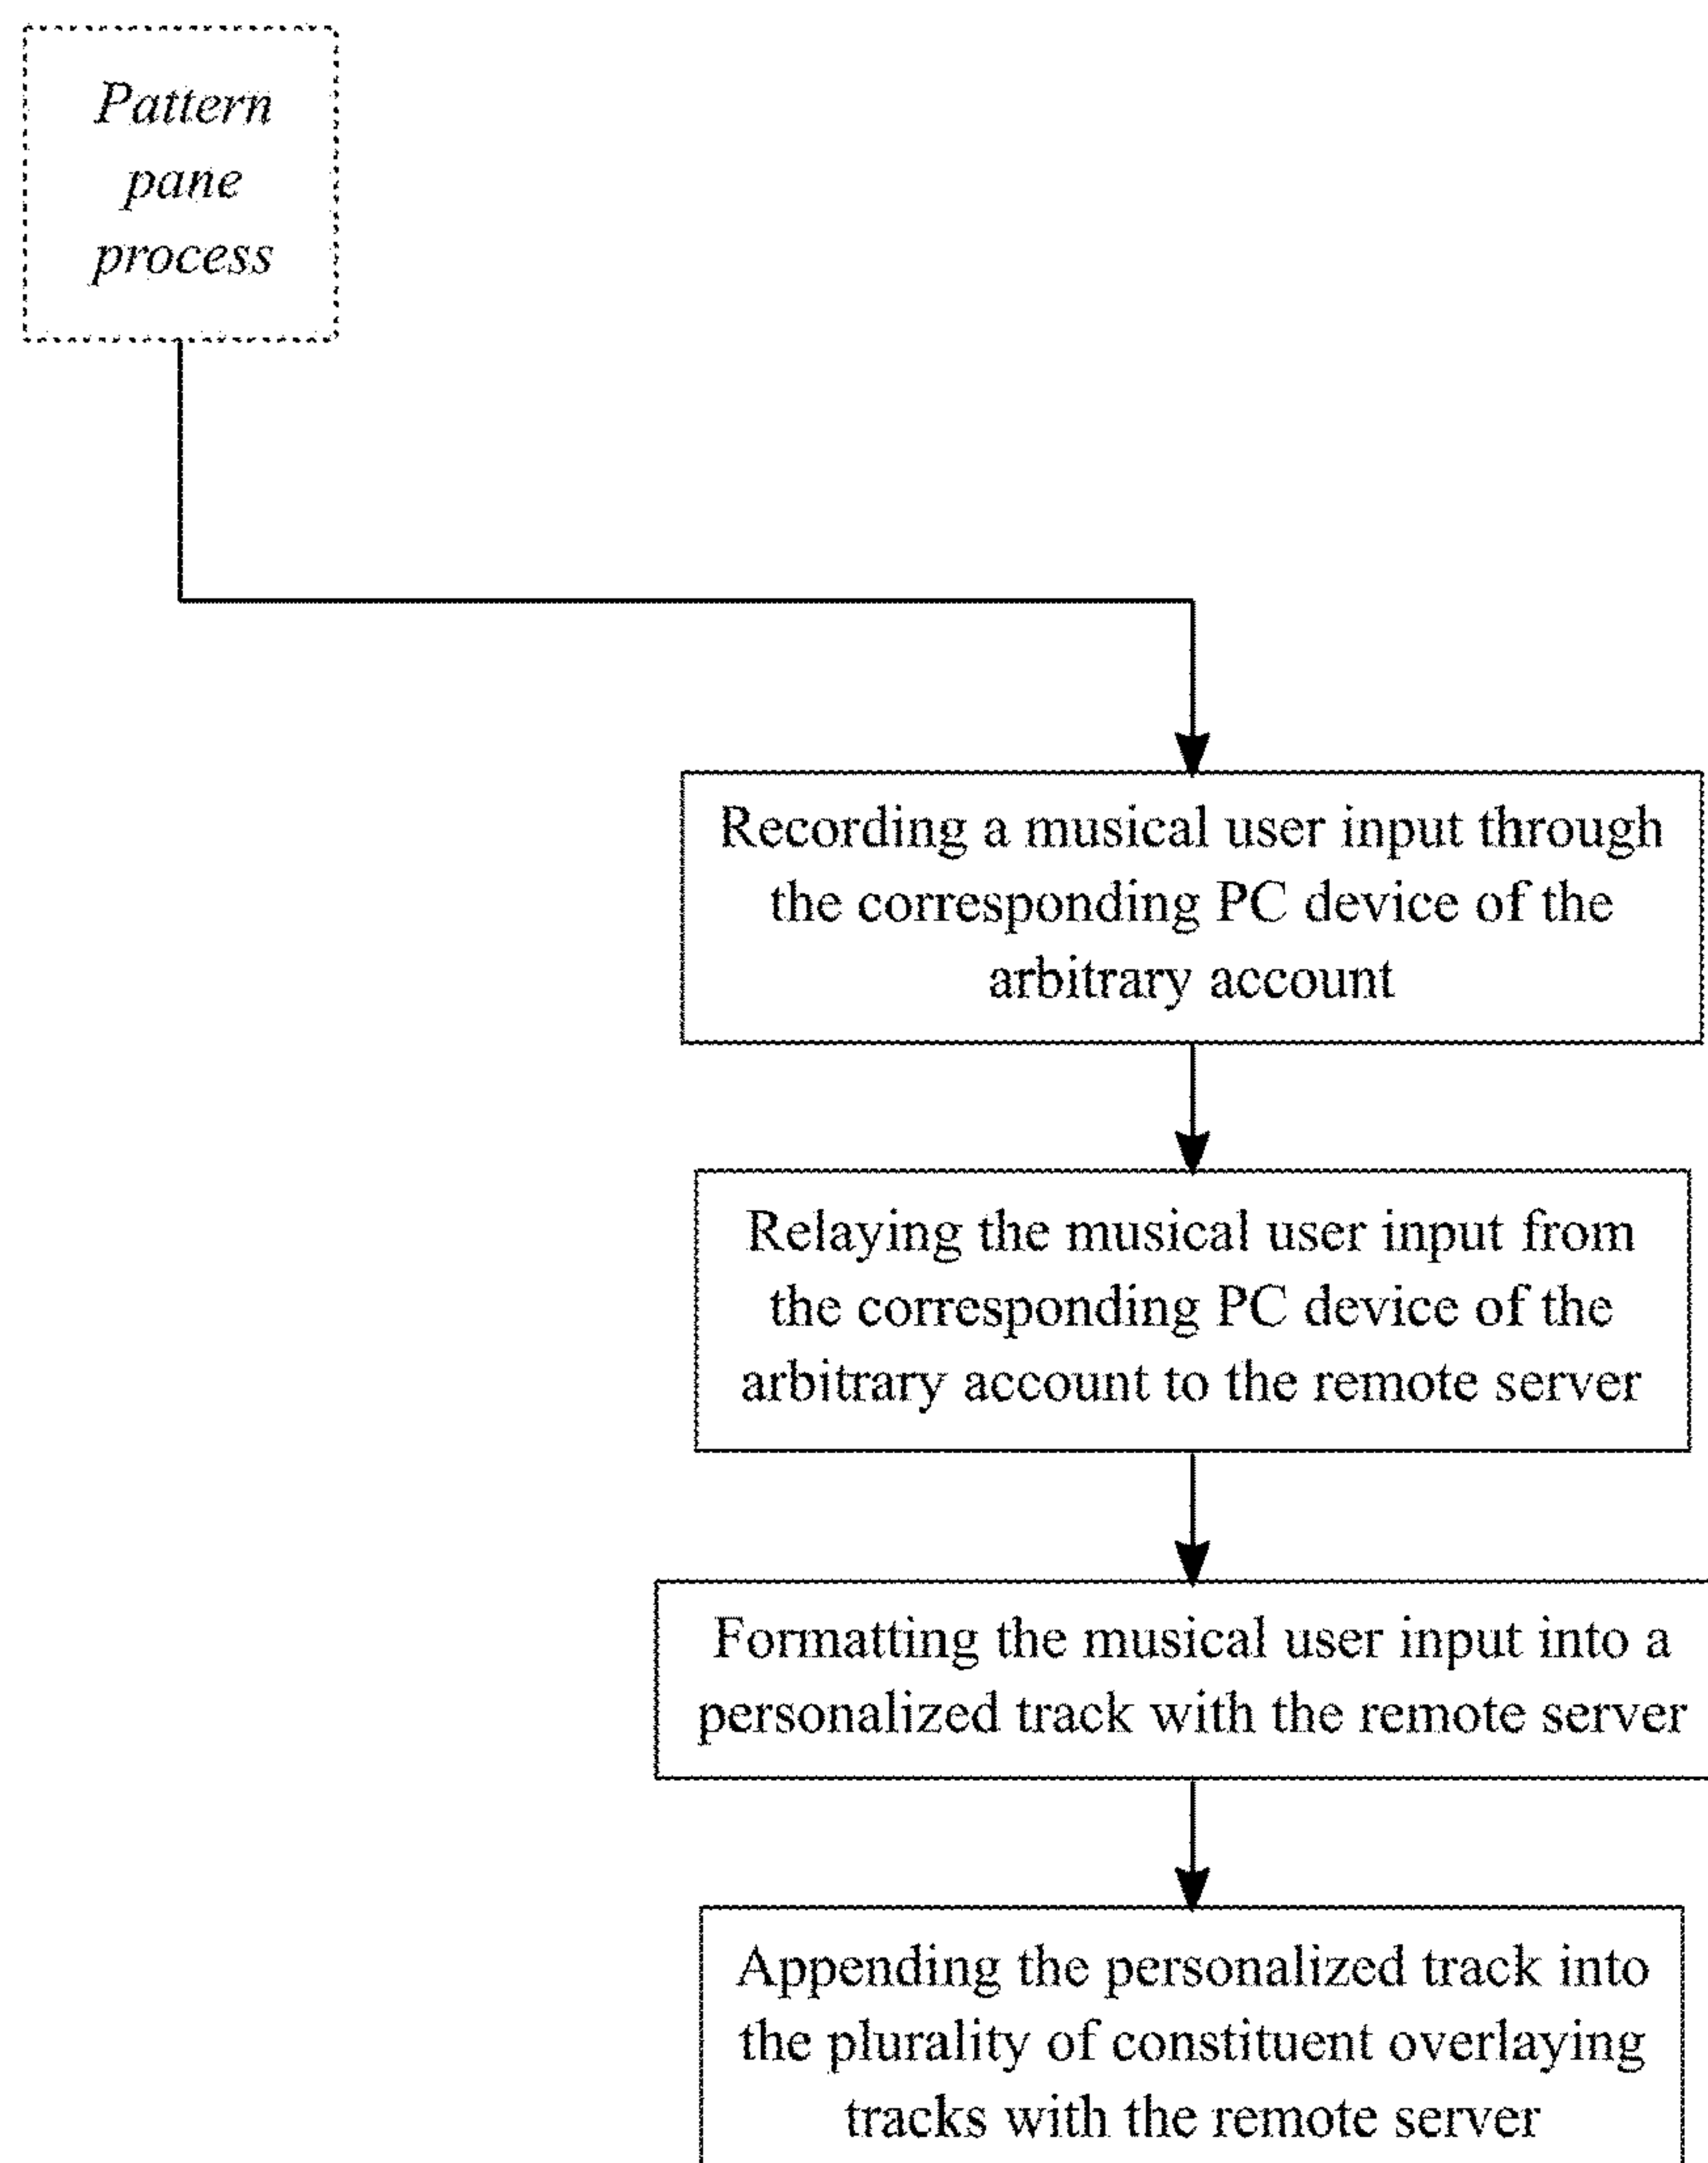 Pattern
pane
process
Recording a musical user input through
the corresponding PC device of the
arbitrary account
Relaying the musical user input from
the corresponding PC device of the
arbitrary account to the remote server
Formatting the musical user input into a
personalized track with the remote server
Appending the personalized track into
the plurality of constituent overlaying
tracks with the remote server